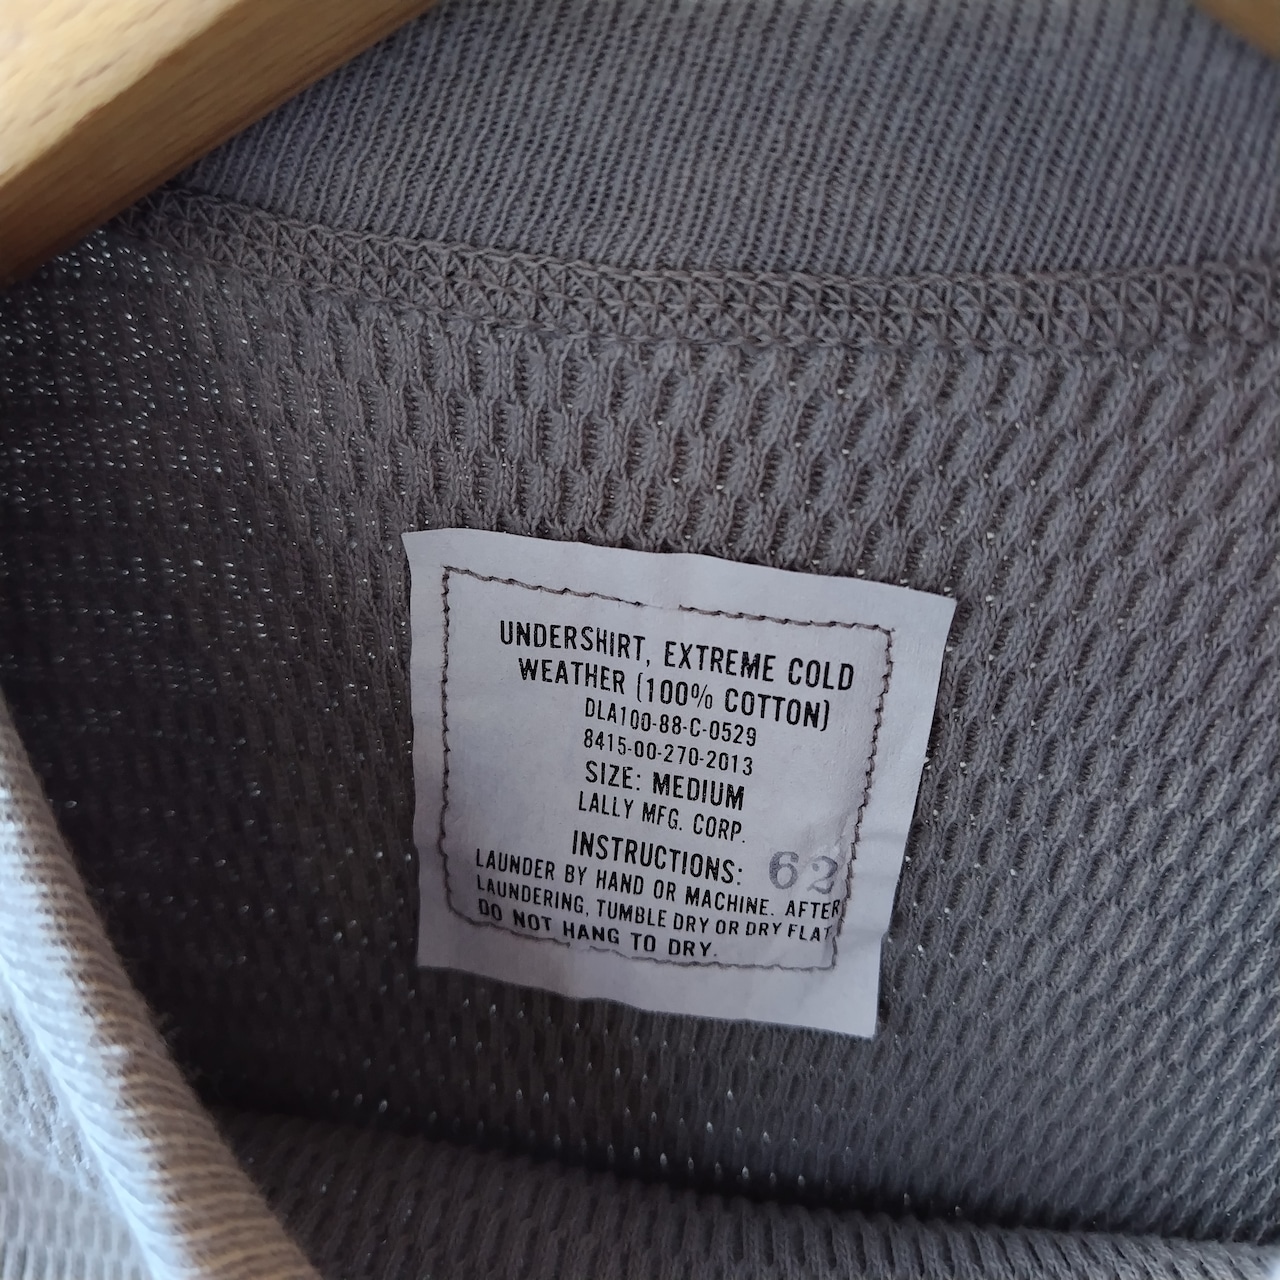 UNDERSHIRT, EXTREME COLD
WEATHER (100% COTTON)
DLA100-88-C-0529
8415-00-270-2013
SIZE: MEDIUM
LALLY MFG. CORP.
INSTRUCTIONS: 62
LAUNDER BY HAND OR MACHINE. AFTER
LAUNDERING, TUMBLE DRY OR DRY FLAT
DO NOT HANG TO DRY.